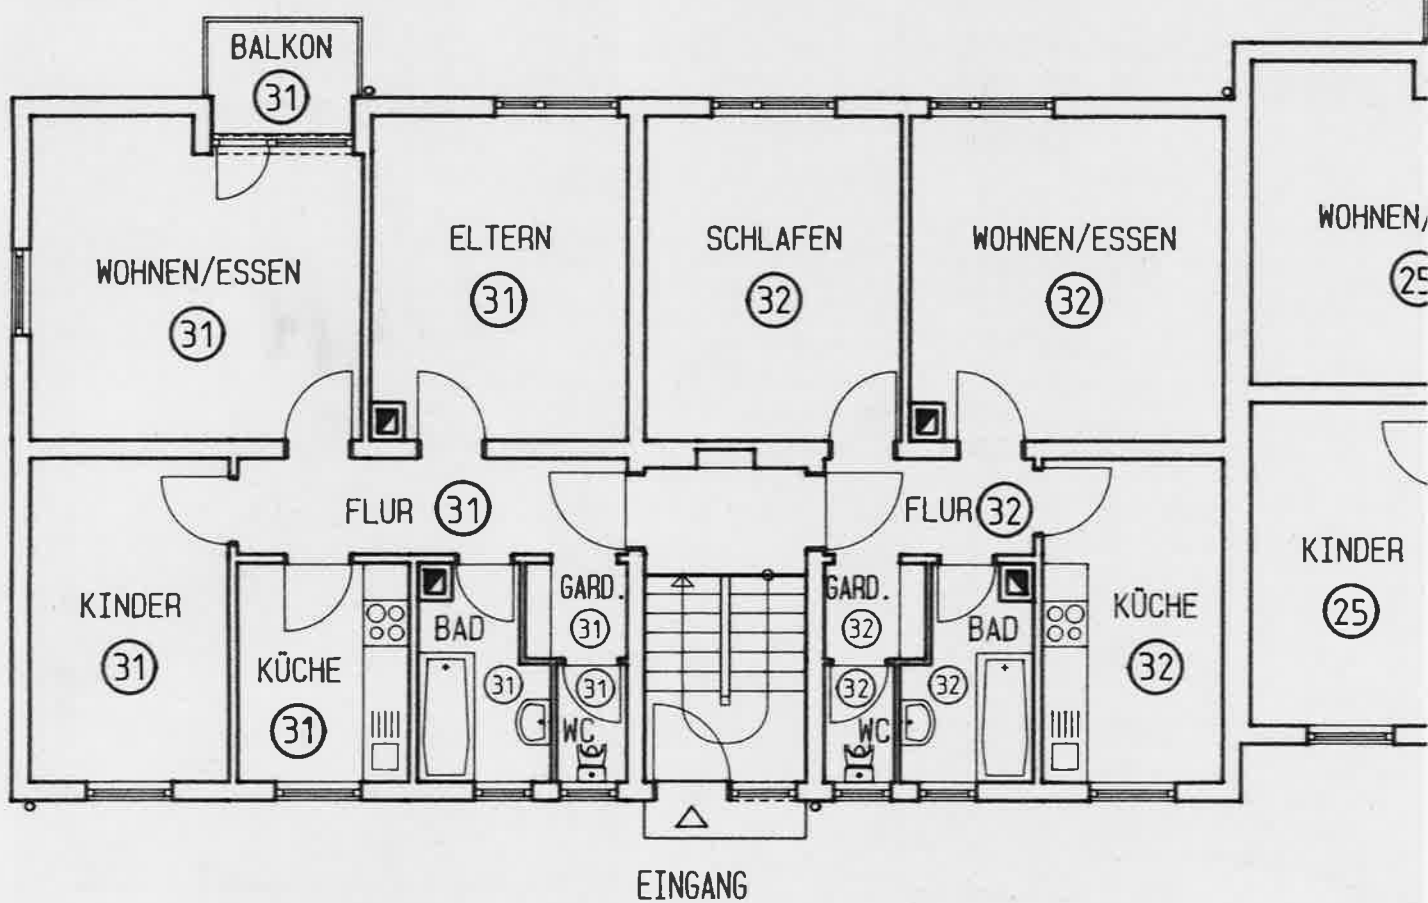 BALKON
31
WOHNEN/ESSEN
31
ELTERN
31
SCHLAFEN
32
WOHNEN/ESSEN
32
WOHNEN/
25
FLUR 31
FLUR 32
KINDER
31
KÜCHE
31
BAD
31
GARD.
31
31
WC
GARD.
32
32
WC
BAD
32
KÜCHE
32
KINDER
25
EINGANG